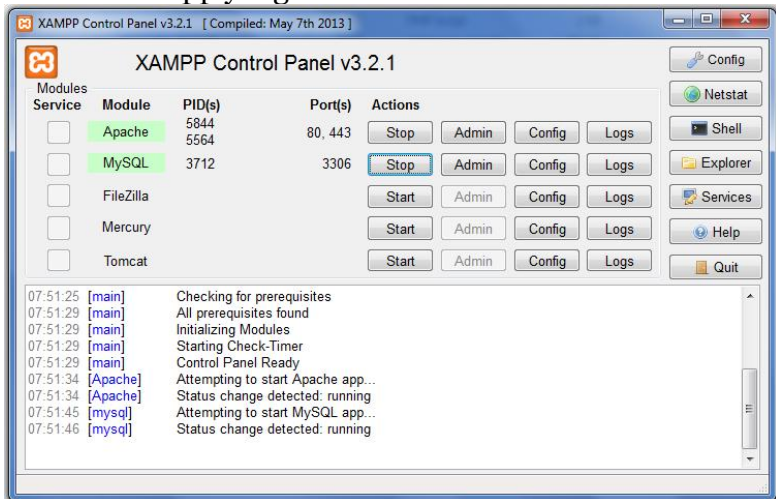 XAMPP Control Panel v3.2.1 [ Compiled: May 7th 2013 ]
XAMPP Control Panel v3.2.1
Config
Modules
Netstat
Service Module PID(s) Port(s) Actions
Apache 5844 5564 80, 443 Stop Admin Config Logs
Shell
MySQL 3712 3306 Stop Admin Config Logs
Explorer
FileZilla Start Admin Config Logs
Services
Mercury Start Admin Config Logs
Help
Tomcat Start Admin Config Logs
Quit
07:51:25 [main] Checking for prerequisites
07:51:29 [main] All prerequisites found
07:51:29 [main] Initializing Modules
07:51:29 [main] Starting Check-Timer
07:51:29 [main] Control Panel Ready
07:51:34 [Apache] Attempting to start Apache app...
07:51:34 [Apache] Status change detected: running
07:51:45 [mysql] Attempting to start MySQL app...
07:51:46 [mysql] Status change detected: running